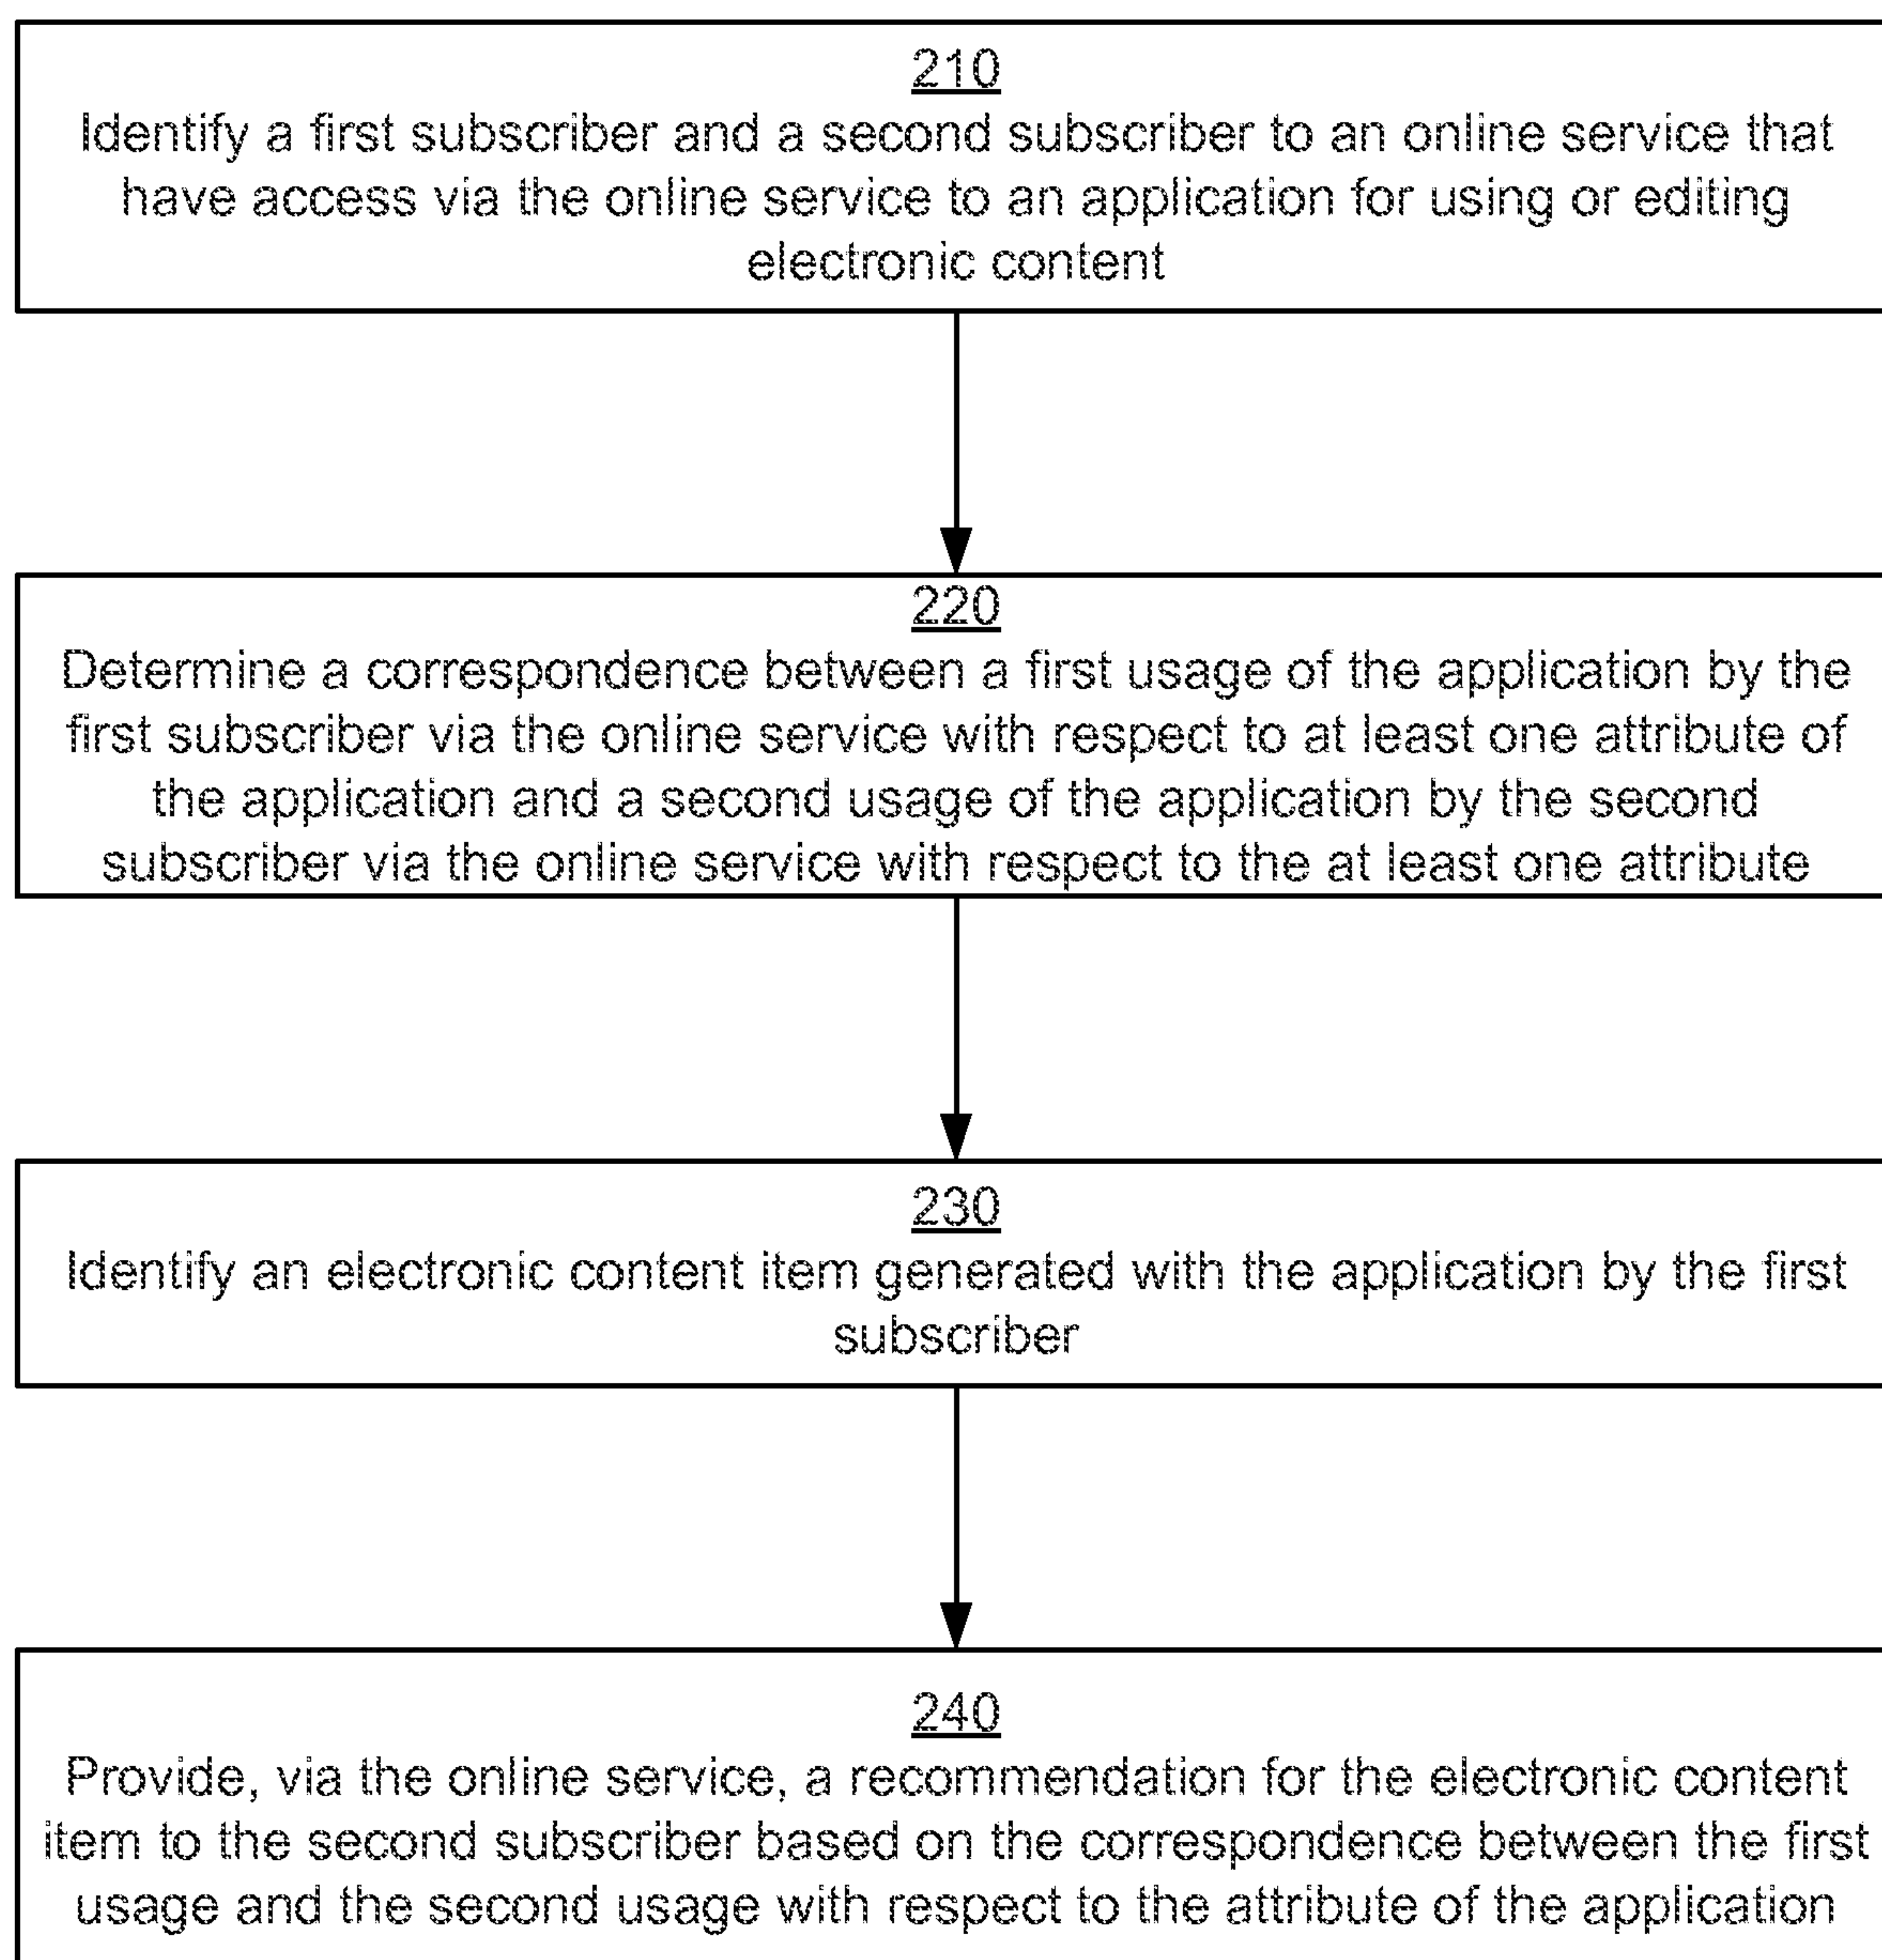 210
Identify a first subscriber and a second subscriber to an online service that
have access via the online service to an application for using or editing
electronic content
220
Determine a correspondence between a first usage of the application by the
first subscriber via the online service with respect to at least one attribute of
the application and a second usage of the application by the second
subscriber via the online service with respect to the at least one attribute
230
Identify an electronic content item generated with the application by the first
subscriber
240
Provide, via the online service, a recommendation for the electronic content
item to the second subscriber based on the correspondence between the first
usage and the second usage with respect to the attribute of the application